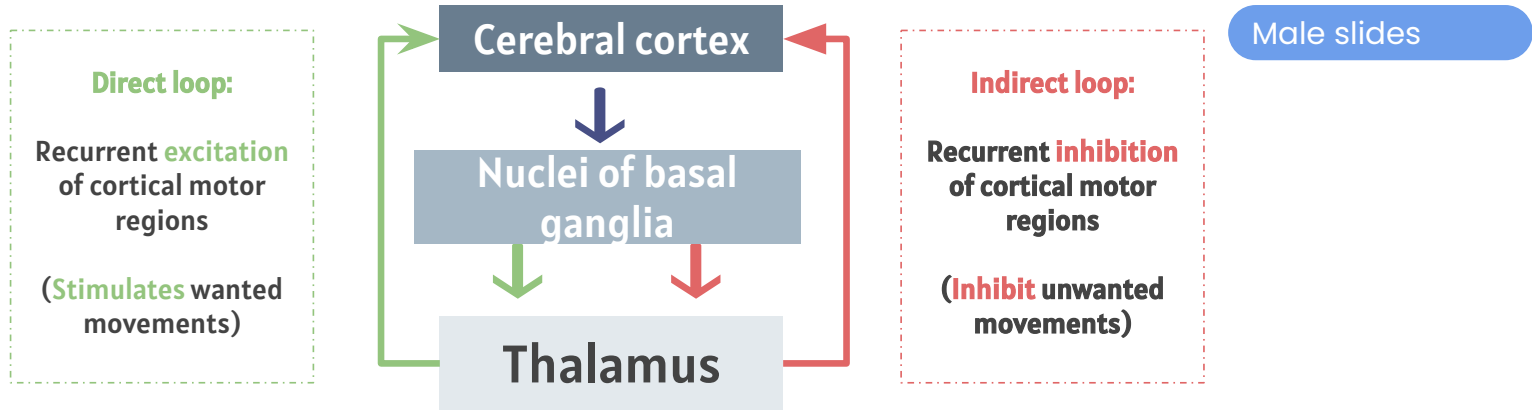 Male slides
Cerebral cortex
Direct loop:
Recurrent excitation
of cortical motor
regions
(Stimulates wanted
movements)
Nuclei of basal
ganglia
Thalamus
Indirect loop:
Recurrent inhibition
of cortical motor
regions
(Inhibit unwanted
movements)